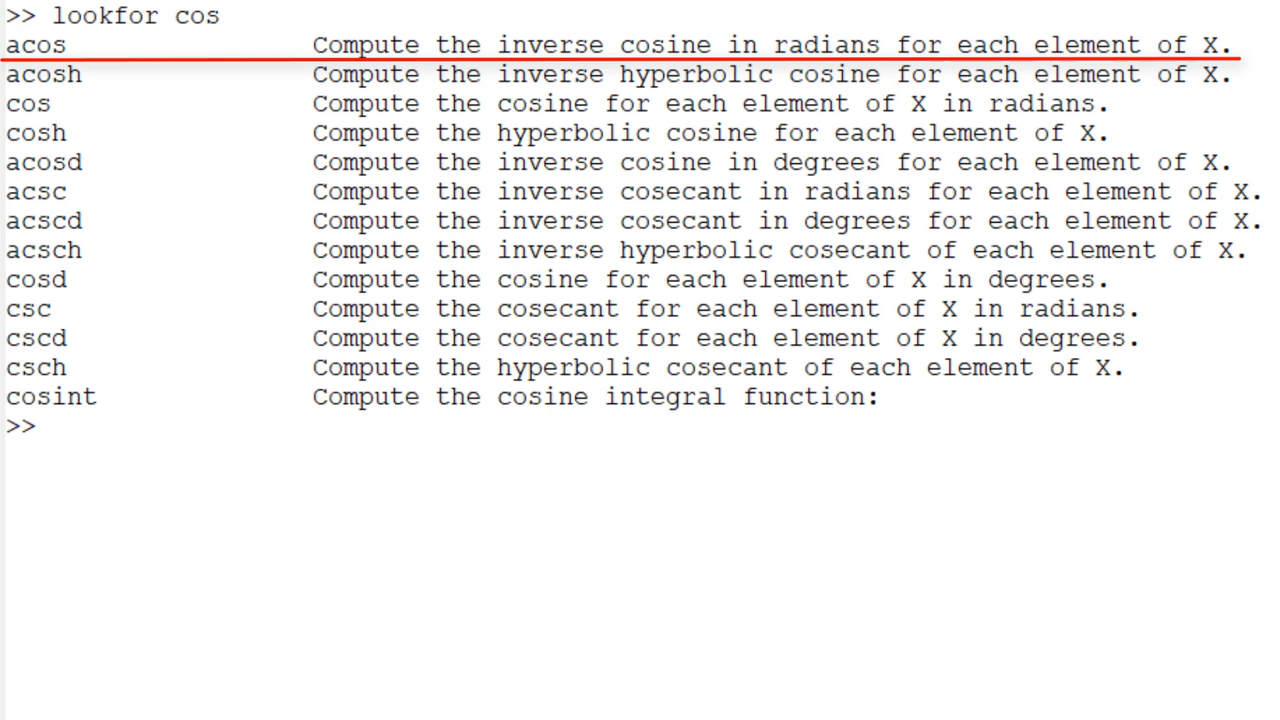 >> lookfor cos
acos Compute the inverse cosine in radians for each element of X.
acosh Compute the inverse hyperbolic cosine for each element of X.
cos Compute the cosine for each element of X in radians.
cosh Compute the hyperbolic cosine for each element of X.
acosd Compute the inverse cosine in degrees for each element of X.
acsc Compute the inverse cosecant in radians for each element of X.
acscd Compute the inverse cosecant in degrees for each element of X.
acsch Compute the inverse hyperbolic cosecant of each element of X.
cosd Compute the cosine for each element of X in degrees.
csc Compute the cosecant for each element of X in radians.
cscd Compute the cosecant for each element of X in degrees.
csch Compute the hyperbolic cosecant of each element of X.
cosint Compute the cosine integral function:
>>